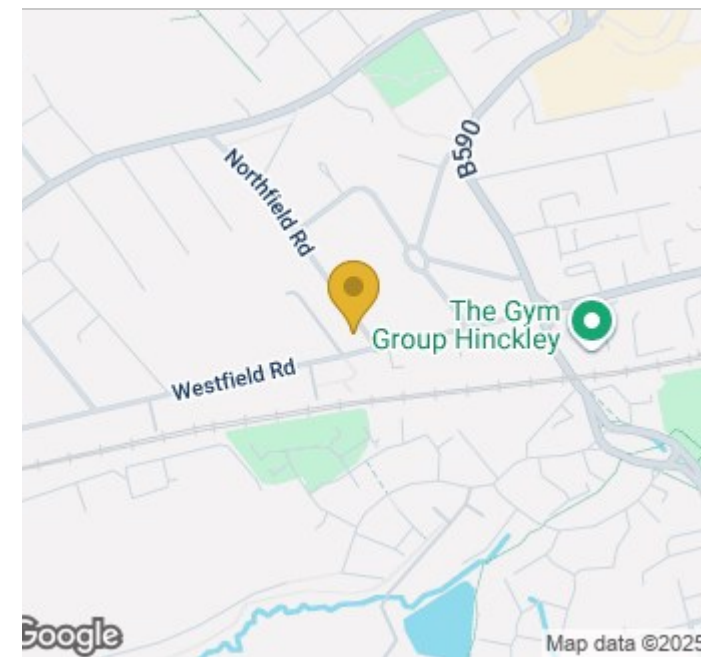 B590
Northfield Rd
The Gym
Group Hinckley
Westfield Rd
Google
Map data ©2025